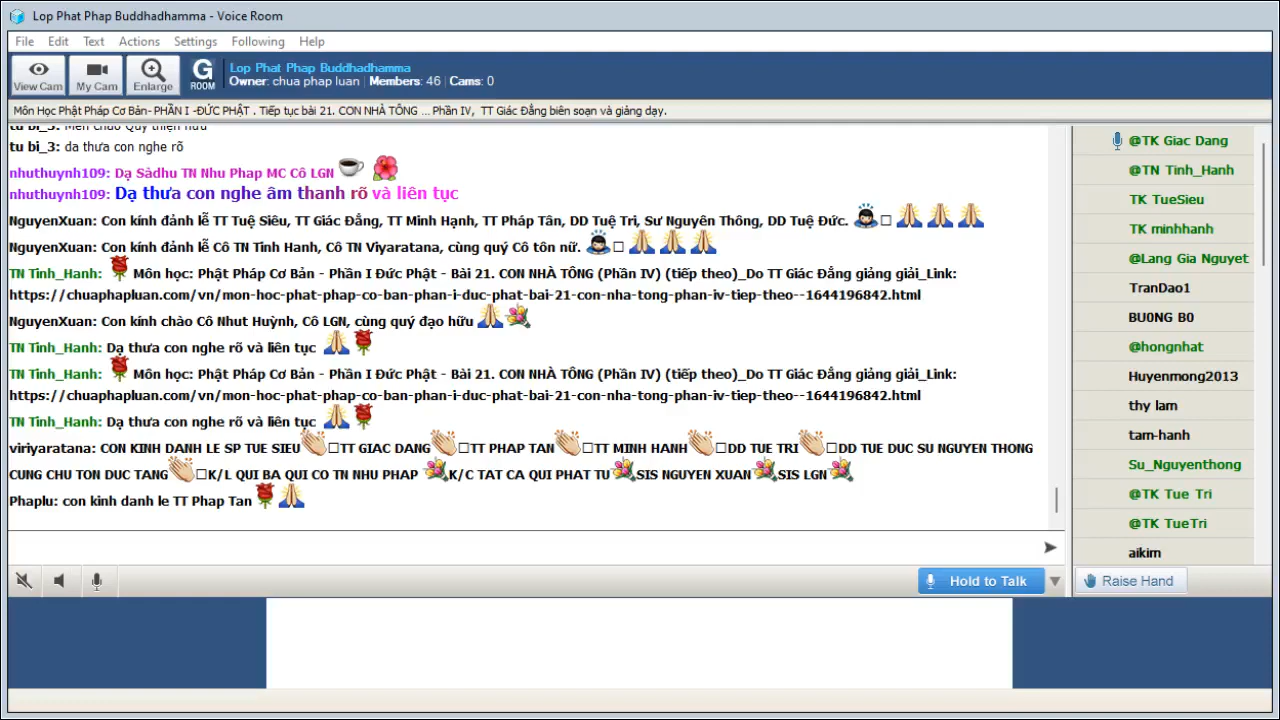 Lop Phat Phap Buddhadhamma - Voice Room
File Edit Text Actions Settings Following Help
View Cam My Cam Enlarge G ROOM
Lop Phat Phap Buddhadhamma
Owner: chua phap luan | Members: 46 | Cams: 0
Môn Học Phật Pháp Cơ Bản- PHẦN I -ĐỨC PHẬT . Tiếp tục bài 21. CON NHÀ TÔNG ... Phần IV, TT Giác Đẳng biên soạn và giảng dạy.
tu bi_3: Mến chào Quý thiện hữu
tu bi_3: da thưa con nghe rõ
nhuthuynh109: Dạ Sàdhu TN Nhu Phap MC Cô LGN
nhuthuynh109: Dạ thưa con nghe âm thanh rõ và liên tục
NguyenXuan: Con kính đảnh lễ TT Tuệ Siêu, TT Giác Đẳng, TT Minh Hạnh, TT Pháp Tân, DD Tuệ Tri, Sư Nguyên Thông, DD Tuệ Đức.
NguyenXuan: Con kính đảnh lễ Cô TN Tinh Hanh, Cô TN Viyaratana, cùng quý Cô tôn nữ.
TN Tinh_Hanh: Môn học: Phật Pháp Cơ Bản - Phần I Đức Phật - Bài 21. CON NHÀ TÔNG (Phần IV) (tiếp theo)_Do TT Giác Đẳng giảng giải_Link:
https://chuaphapluan.com/vn/mon-hoc-phat-phap-co-ban-phan-i-duc-phat-bai-21-con-nha-tong-phan-iv-tiep-theo--1644196842.html
NguyenXuan: Con kính chào Cô Nhut Huỳnh, Cô LGN, cùng quý đạo hữu
TN Tinh_Hanh: Dạ thưa con nghe rõ và liên tục
TN Tinh_Hanh: Môn học: Phật Pháp Cơ Bản - Phần I Đức Phật - Bài 21. CON NHÀ TÔNG (Phần IV) (tiếp theo)_Do TT Giác Đẳng giảng giải_Link:
https://chuaphapluan.com/vn/mon-hoc-phat-phap-co-ban-phan-i-duc-phat-bai-21-con-nha-tong-phan-iv-tiep-theo--1644196842.html
TN Tinh_Hanh: Dạ thưa con nghe rõ và liên tục
viriyaratana: CON KINH DANH LE SP TUE SIEU TT GIAC DANG TT PHAP TAN TT MINH HANH DD TUE TRI DD TUE DUC SU NGUYEN THONG
CUNG CHU TON DUC TANG K/L QUI BA QUI CO TN NHU PHAP K/C TAT CA QUI PHAT TU SIS NGUYEN XUAN SIS LGN
Phaplu: con kinh danh le TT Phap Tan
Hold to Talk
@TK Giac Dang
@TN Tinh_Hanh
TK TueSieu
TK minhhanh
@Lang Gia Nguyet
TranDao1
BU0NG B0
@hongnhat
Huyenmong2013
thy lam
tam-hanh
Su_Nguyenthong
@TK Tue Tri
@TK TueTri
aikim
Raise Hand